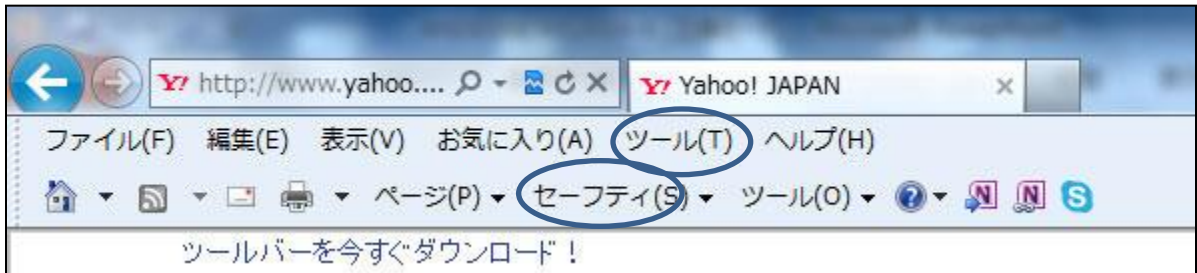 Y! http://www.yahoo.... Y! Yahoo! JAPAN
ファイル(F) 編集(E) 表示(V) お気に入り(A) ツール(T) ヘルプ(H)
ページ(P) セーフティ(S) ツール(O) ? N N S
ツールバーを今すぐダウンロード！